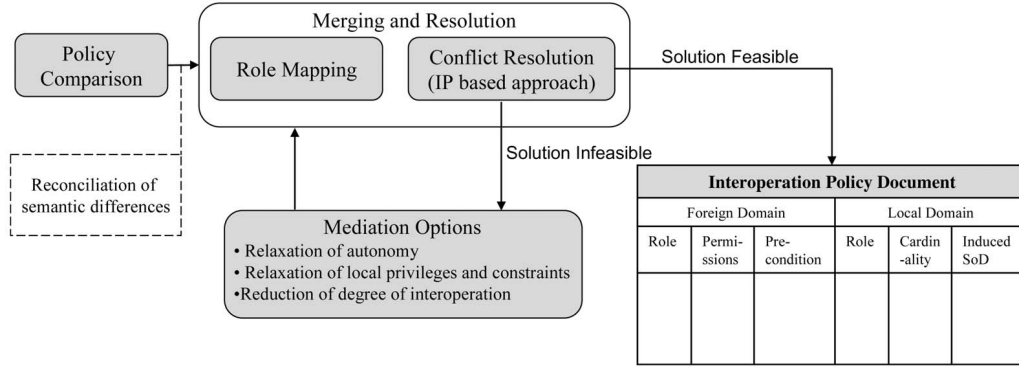 Merging and Resolution
Policy
Comparison
Role Mapping
Conflict Resolution
(IP based approach)
Solution Feasible
Solution Infeasible
Reconciliation of
semantic differences
Mediation Options
• Relaxation of autonomy
• Relaxation of local privileges and constraints
•Reduction of degree of interoperation
Interoperation Policy Document
Foreign Domain
Local Domain
Role
Permi-
ssions
Pre-
condition
Role
Cardin
-ality
Induced
SoD